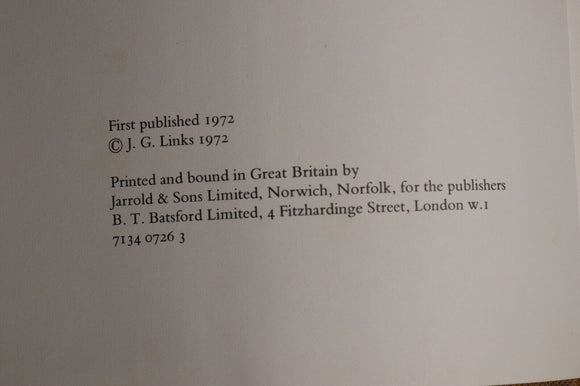 First published 1972
© J. G. Links 1972
Printed and bound in Great Britain by
Jarrold & Sons Limited, Norwich, Norfolk, for the publishers
B. T. Batsford Limited, 4 Fitzhardinge Street, London W.1
7134 0726 3